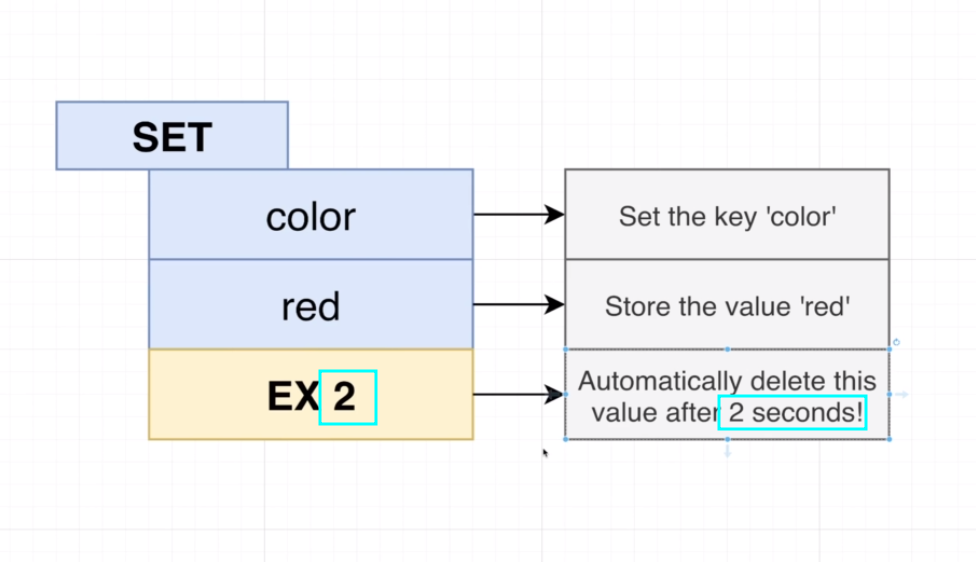 SET
color
Set the key 'color'
red
Store the value 'red'
EX 2
Automatically delete this
value after 2 seconds!